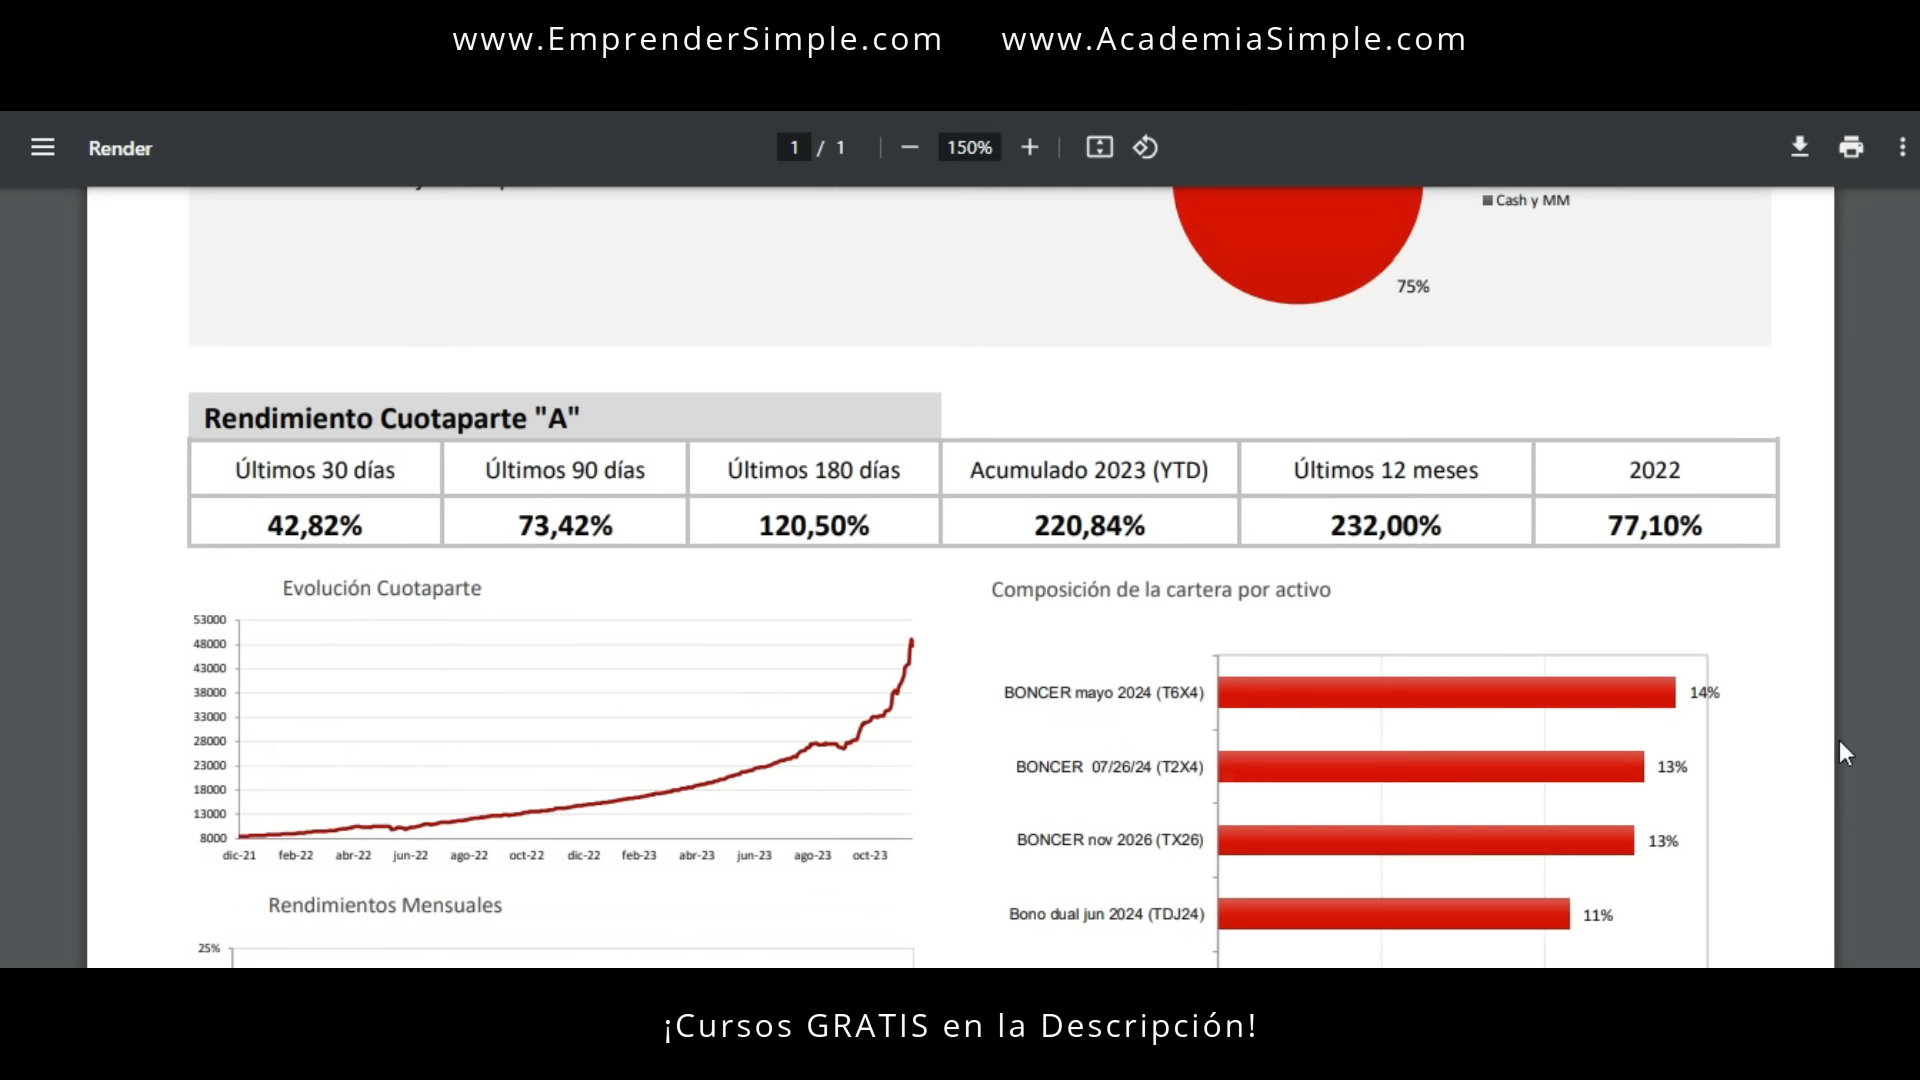 www.EmprenderSimple.com www.AcademiaSimple.com
Render 1 / 1 150%
Cash y MM
75%
Rendimiento Cuotaparte "A"
Últimos 30 días Últimos 90 días Últimos 180 días Acumulado 2023 (YTD) Últimos 12 meses 2022
42,82% 73,42% 120,50% 220,84% 232,00% 77,10%
Evolución Cuotaparte
53000
48000
43000
38000
33000
28000
23000
18000
13000
8000
dic-21 feb-22 abr-22 jun-22 ago-22 oct-22 dic-22 feb-23 abr-23 jun-23 ago-23 oct-23
Rendimientos Mensuales
25%
Composición de la cartera por activo
BONCER mayo 2024 (T6X4) 14%
BONCER 07/26/24 (T2X4) 13%
BONCER nov 2026 (TX26) 13%
Bono dual jun 2024 (TDJ24) 11%
¡Cursos GRATIS en la Descripción!